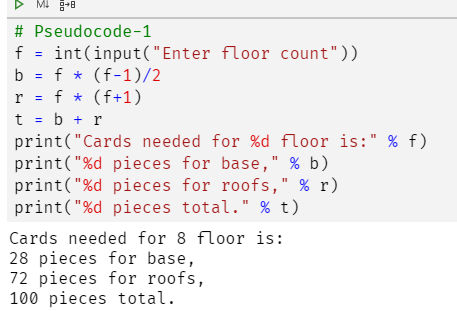 M↓
# Pseudocode-1
f = int(input("Enter floor count"))
b = f * (f-1)/2
r = f * (f+1)
t = b + r
print("Cards needed for %d floor is:" % f)
print("%d pieces for base," % b)
print("%d pieces for roofs," % r)
print("%d pieces total." % t)
Cards needed for 8 floor is:
28 pieces for base,
72 pieces for roofs,
100 pieces total.